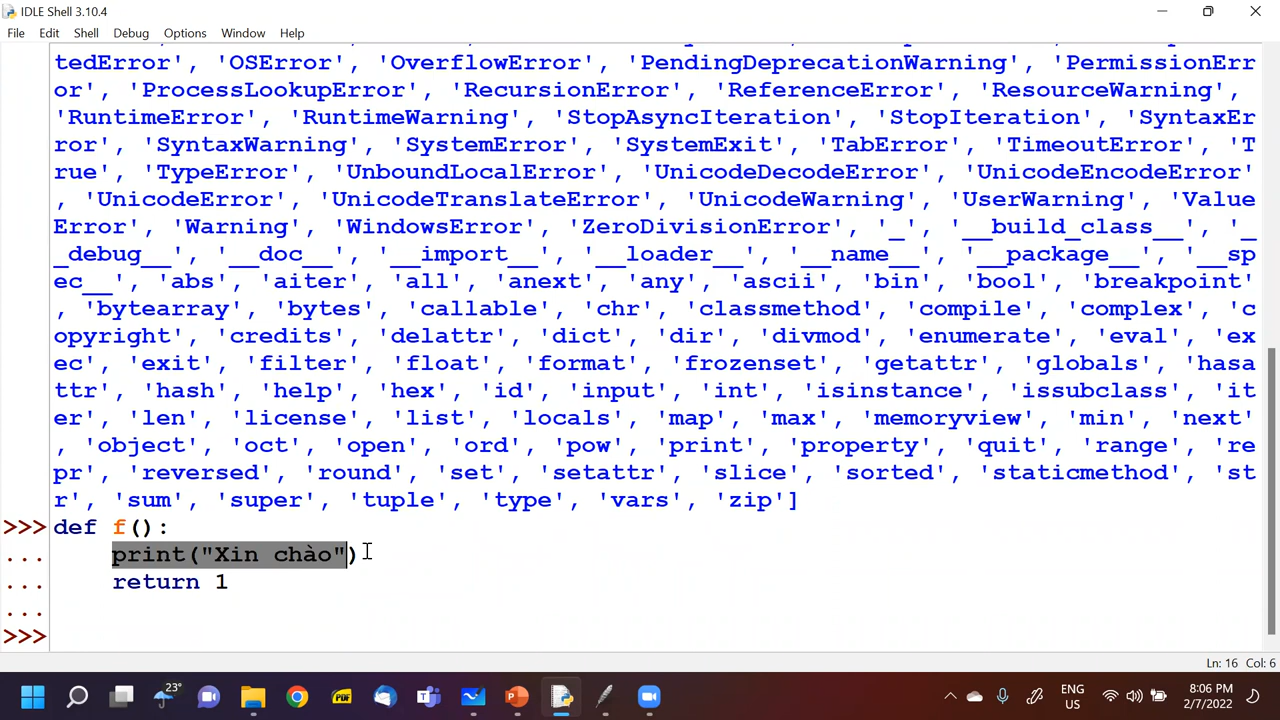 IDLE Shell 3.10.4
File Edit Shell Debug Options Window Help
tedError', 'OSError', 'OverflowError', 'PendingDeprecationWarning', 'PermissionErr
or', 'ProcessLookupError', 'RecursionError', 'ReferenceError', 'ResourceWarning',
'RuntimeError', 'RuntimeWarning', 'StopAsyncIteration', 'StopIteration', 'SyntaxEr
ror', 'SyntaxWarning', 'SystemError', 'SystemExit', 'TabError', 'TimeoutError', 'T
rue', 'TypeError', 'UnboundLocalError', 'UnicodeDecodeError', 'UnicodeEncodeError'
, 'UnicodeError', 'UnicodeTranslateError', 'UnicodeWarning', 'UserWarning', 'Value
Error', 'Warning', 'WindowsError', 'ZeroDivisionError', '_', '__build_class__', '_
_debug__', '__doc__', '__import__', '__loader__', '__name__', '__package__', '__sp
ec__', 'abs', 'aiter', 'all', 'anext', 'any', 'ascii', 'bin', 'bool', 'breakpoint'
, 'bytearray', 'bytes', 'callable', 'chr', 'classmethod', 'compile', 'complex', 'c
opyright', 'credits', 'delattr', 'dict', 'dir', 'divmod', 'enumerate', 'eval', 'ex
ec', 'exit', 'filter', 'float', 'format', 'frozenset', 'getattr', 'globals', 'hasa
ttr', 'hash', 'help', 'hex', 'id', 'input', 'int', 'isinstance', 'issubclass', 'it
er', 'len', 'license', 'list', 'locals', 'map', 'max', 'memoryview', 'min', 'next'
, 'object', 'oct', 'open', 'ord', 'pow', 'print', 'property', 'quit', 'range', 're
pr', 'reversed', 'round', 'set', 'setattr', 'slice', 'sorted', 'staticmethod', 'st
r', 'sum', 'super', 'tuple', 'type', 'vars', 'zip']
>>> def f():
... print("Xin chào")
... return 1
...
>>>
Ln: 16 Col: 6
23°
PDF
ENG
US
8:06 PM
2/7/2022